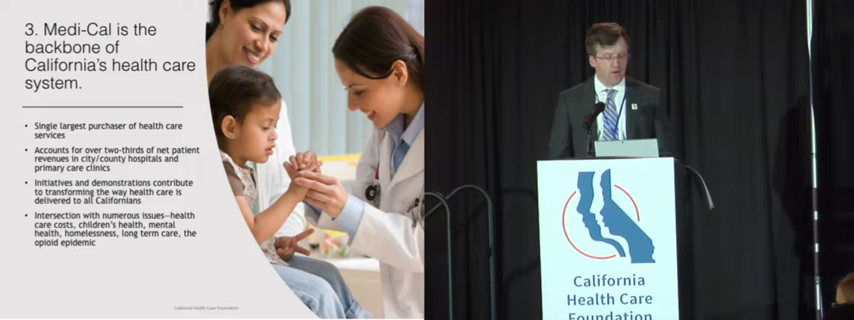 3. Medi-Cal is the
backbone of
California's health care
system.
• Single largest purchaser of health care
services
• Accounts for over two-thirds of net patient
revenues in city/county hospitals and
primary care clinics
• Initiatives and demonstrations contribute
to transforming the way health care is
delivered to all Californians
• Intersection with numerous issues—health
care costs, children's health, mental
health, homelessness, long term care, the
opioid epidemic
California Health Care Foundation
California
Health Care
Foundation